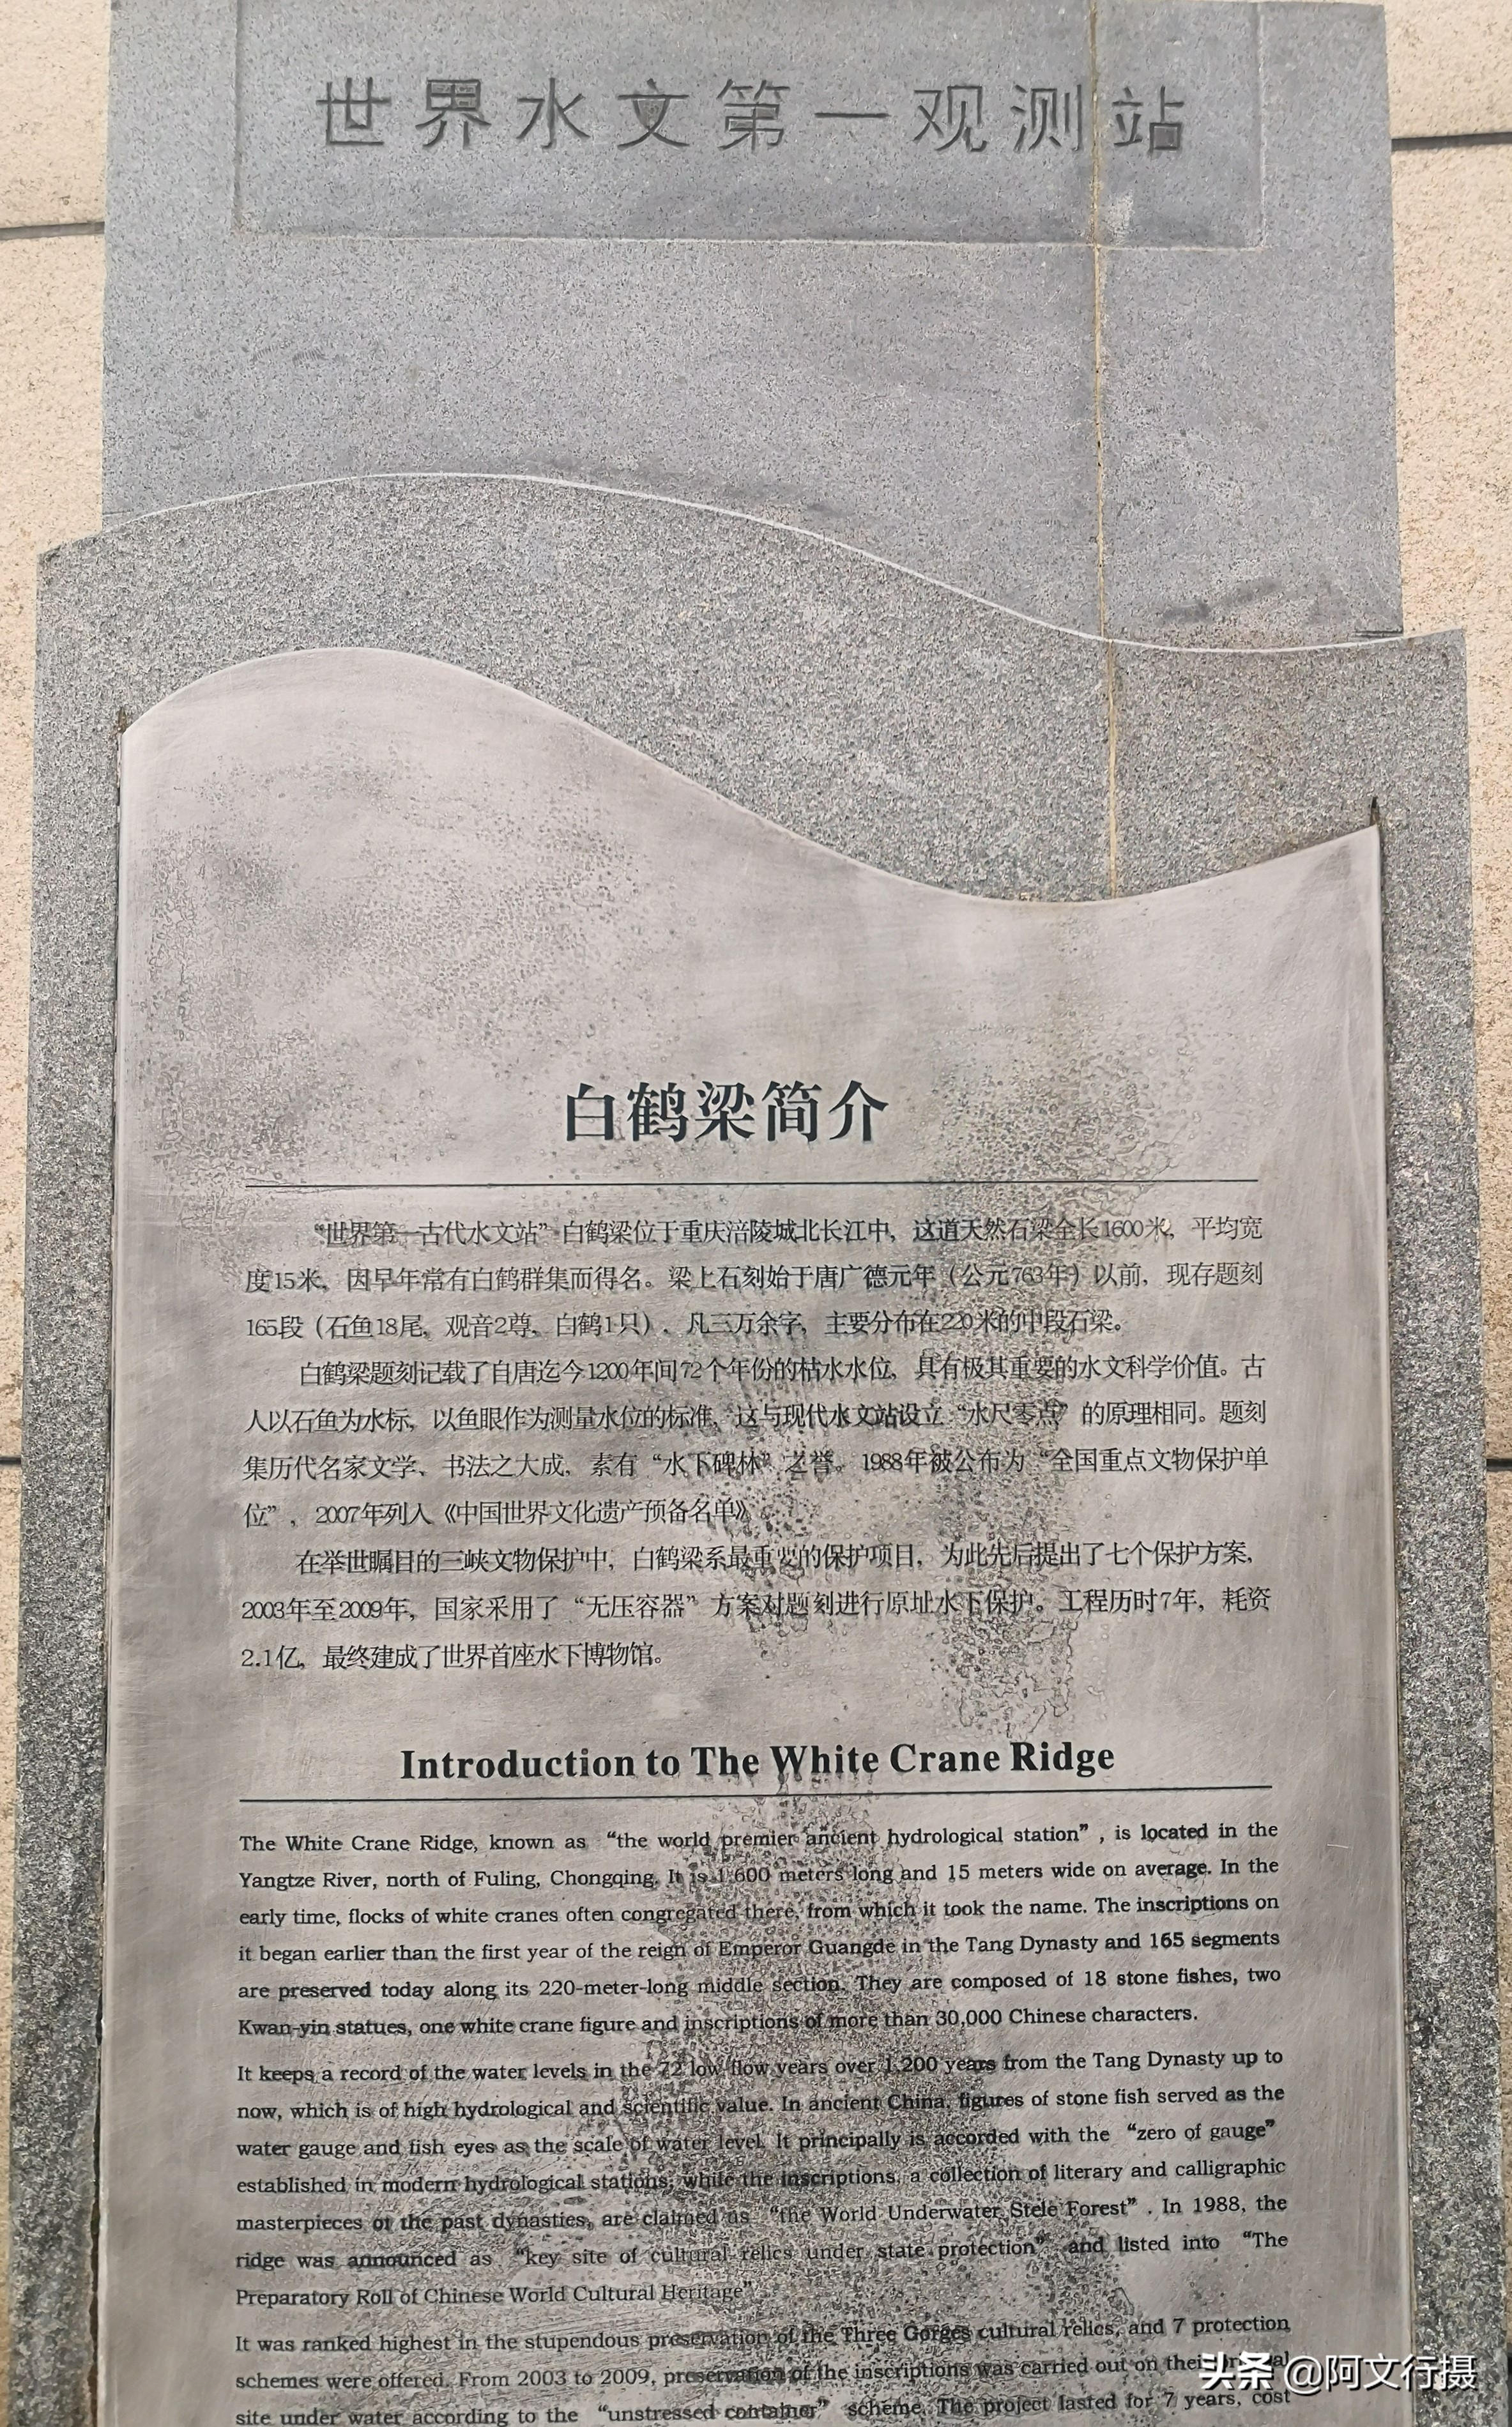 世界水文第一观测站
白鹤梁简介
“世界第一古代水文站”白鹤梁位于重庆涪陵城北长江中，这道天然石梁全长1600米，平均宽
度15米，因早年常有白鹤群集而得名。梁上石刻始于唐广德元年（公元763年）以前，现存题刻
165段（石鱼18尾，观音2尊，白鹤1只），凡三万余字，主要分布在220米的中段石梁。
白鹤梁题刻记载了自唐迄今1200年间72个年份的枯水水位，具有极其重要的水文科学价值。古
人以石鱼为水标，以鱼眼作为测量水位的标准，这与现代水文站设立“水尺零点”的原理相同。题刻
集历代名家文学、书法之大成，素有“水下碑林”之誉。1988年被公布为“全国重点文物保护单
位”，2007年列入《中国世界文化遗产预备名单》
在举世瞩目的三峡文物保护中，白鹤梁系最重要的保护项目，为此先后提出了七个保护方案，
2003年至2009年，国家采用了“无压容器”方案对题刻进行原址水下保护。工程历时7年，耗资
2.1亿，最终建成了世界首座水下博物馆。
Introduction to The White Crane Ridge
The White Crane Ridge, known as “the world premier ancient hydrological station”, is located in the
Yangtze River, north of Fuling, Chongqing. It is 1,600 meters long and 15 meters wide on average. In the
early time, flocks of white cranes often congregated there, from which it took the name. The inscriptions on
it began earlier than the first year of the reign of Emperor Guangde in the Tang Dynasty and 165 segments
are preserved today along its 220-meter-long middle section. They are composed of 18 stone fishes, two
Kwan-yin statues, one white crane figure and inscriptions of more than 30,000 Chinese characters.
It keeps a record of the water levels in the 72 low flow years over 1,200 years from the Tang Dynasty up to
now, which is of high hydrological and scientific value. In ancient China, figures of stone fish served as the
water gauge and fish eyes as the scale of water level. It principally is accorded with the “zero of gauge”
established in modern hydrological stations; while the inscriptions, a collection of literary and calligraphic
masterpieces of the past dynasties, are claimed as “the World Underwater Stele Forest”. In 1988, the
ridge was announced as “key site of cultural relics under state protection” and listed into “The
Preparatory Roll of Chinese World Cultural Heritage”
It was ranked highest in the stupendous preservation of the Three Gorges cultural relics, and 7 protection
schemes were offered. From 2003 to 2009, preservation of the inscriptions was carried out on their
site under water according to the “unstressed container” scheme. The project lasted for 7 years, cost
头条 @阿文行摄